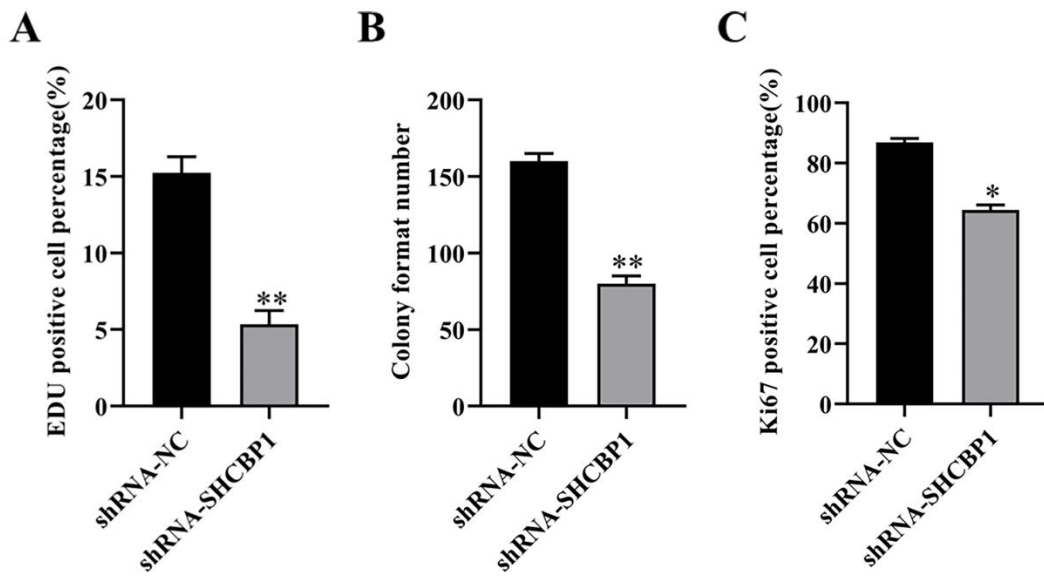 A
EDU positive cell percentage(%)
20
15
10
5
0
**
shRNA-NC
shRNA-SHCBP1
B
Colony format number
200
150
100
50
0
**
shRNA-NC
shRNA-SHCBP1
C
Ki67 positive cell percentage(%)
100
80
60
40
20
0
*
shRNA-NC
shRNA-SHCBP1